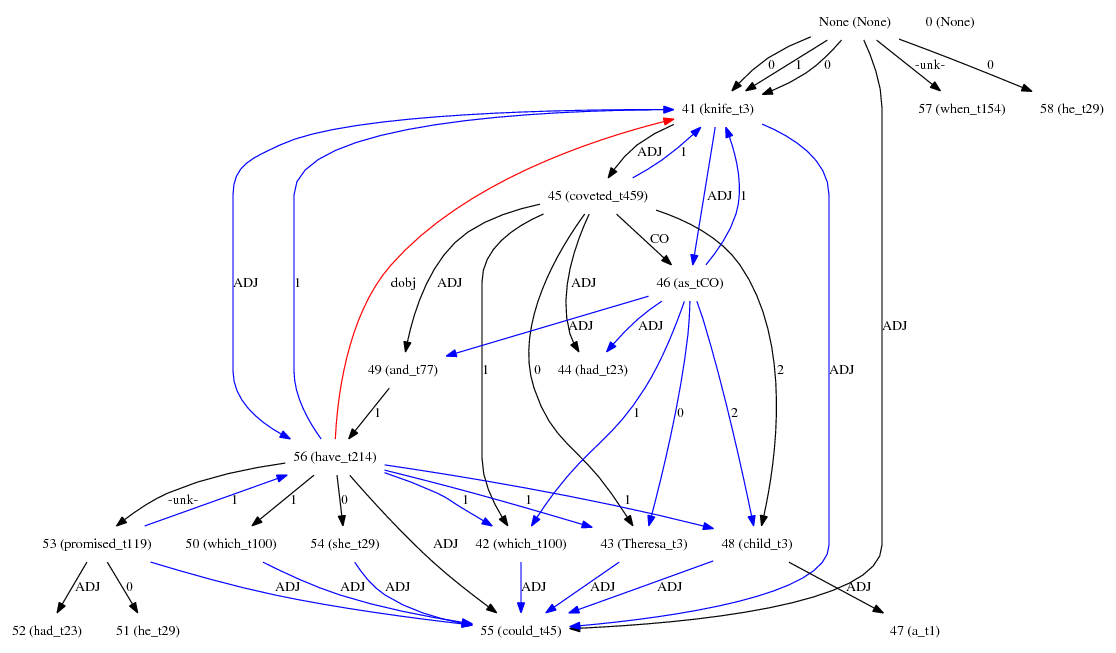 None (None) 0 (None)
0 1 0 -unk- 0
41 (knife_t3) 57 (when_t154) 58 (he_t29)
ADJ 1
45 (coveted_t459) ADJ 1
CO
ADJ 1 dobj ADJ ADJ 46 (as_tCO)
ADJ ADJ ADJ
49 (and_t77) 1 0 44 (had_t23) 2 ADJ
1 1 0 2
56 (have_t214)
-unk- 1 1 0 1 1 1
53 (promised_t119) 50 (which_t100) 54 (she_t29) ADJ 42 (which_t100) 43 (Theresa_t3) 48 (child_t3)
ADJ 0 ADJ ADJ ADJ ADJ ADJ ADJ ADJ
52 (had_t23) 51 (he_t29) 55 (could_t45) 47 (a_t1)